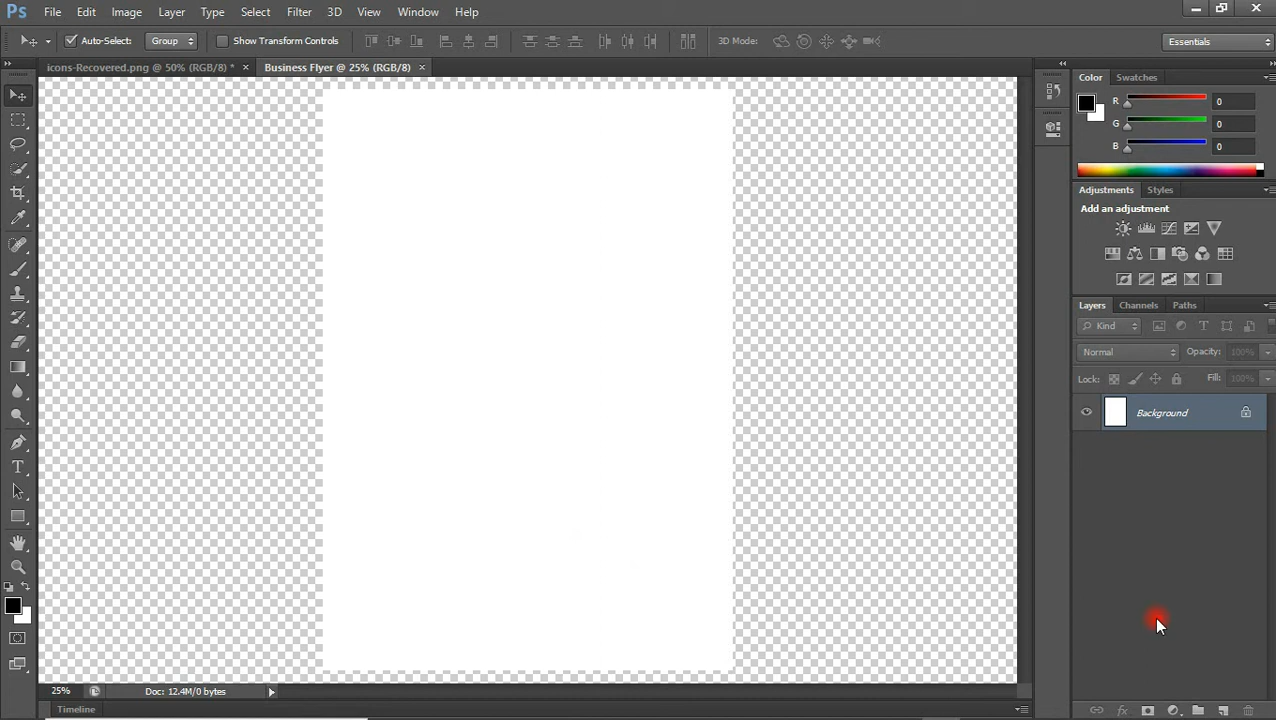 Ps File Edit Image Layer Type Select Filter 3D View Window Help
Auto-Select: Group Show Transform Controls 3D Mode: Essentials
icons-Recovered.png @ 50% (RGB/8) * × Business Flyer @ 25% (RGB/8) ×
Color Swatches
R 0
G 0
B 0
Adjustments Styles
Add an adjustment
Layers Channels Paths
Kind
Normal Opacity: 100%
Lock: Fill: 100%
Background
T
25% Doc: 12.4M/0 bytes
Timeline fx